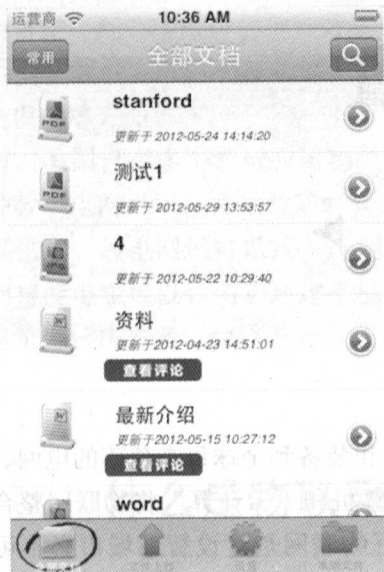 运营商 10:36 AM
常用 全部文档
stanford
更新于 2012-05-24 14:14:20
测试1
更新于 2012-05-29 13:53:57
4
更新于 2012-05-22 10:29:40
资料
更新于2012-04-23 14:51:01
查看评论
最新介绍
更新于2012-05-15 10:27:12
查看评论
word
全部文档